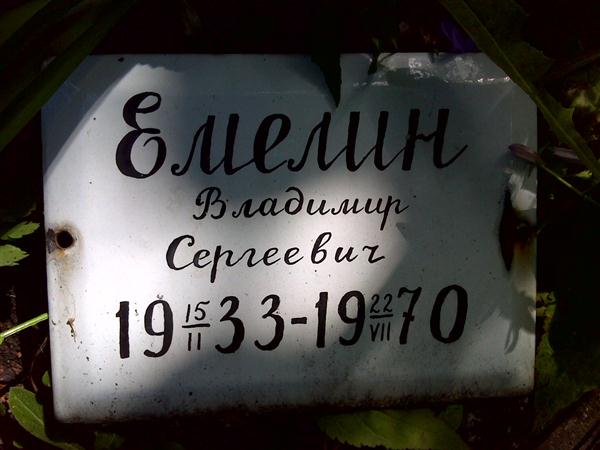 Емелин
Владимир
Сергеевич
19 15/II 33-19 22/VII 70